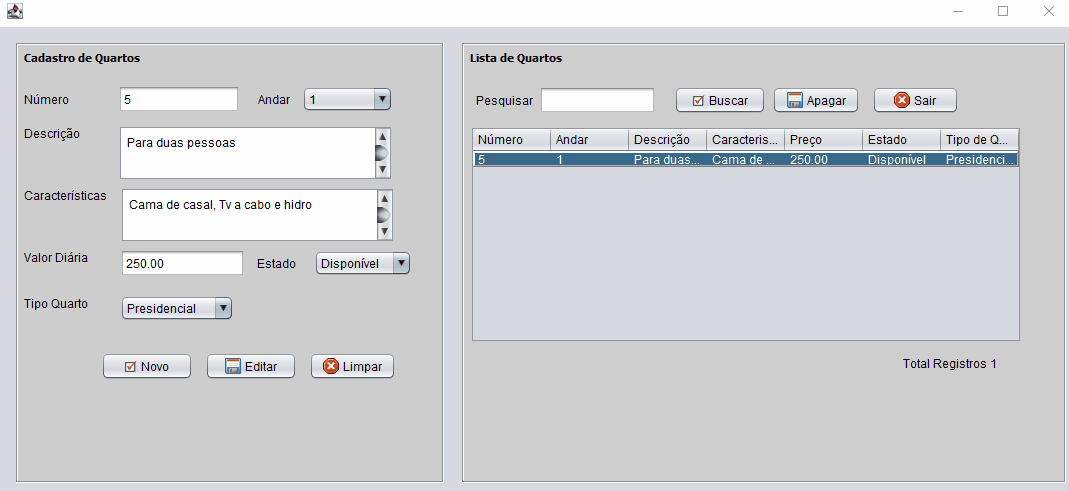 Cadastro de Quartos
Número 5 Andar 1
Descrição Para duas pessoas
Características Cama de casal, Tv a cabo e hidro
Valor Diária 250.00 Estado Disponível
Tipo Quarto Presidencial
Novo Editar Limpar
Lista de Quartos
Pesquisar Buscar Apagar Sair
Número Andar Descrição Caracteris... Preço Estado Tipo de Q...
5 1 Para duas... Cama de ... 250.00 Disponível Presidenci...
Total Registros 1